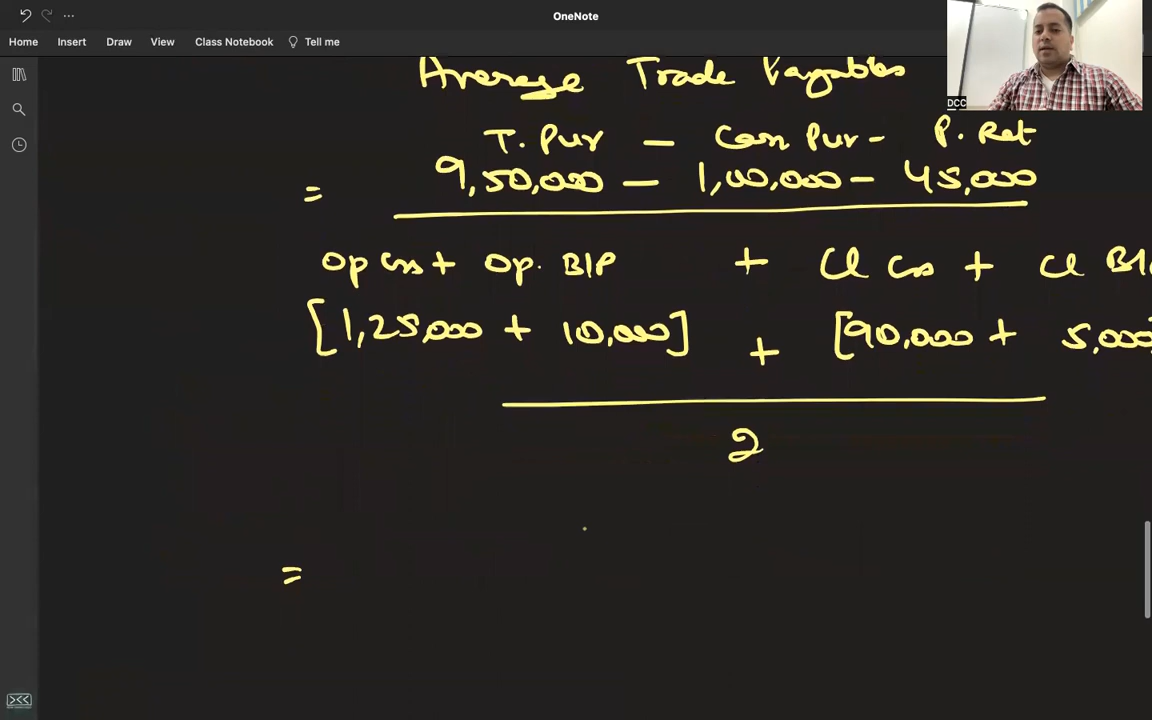 OneNote
Home Insert Draw View Class Notebook Tell me
DCC
Average Trade Payables
T. Pur - Cash Pur - P. Ret
= 9,50,000 - 1,00,000 - 45,000
Op Crs + Op. B/P + Cl Crs + Cl B/
[1,25,000 + 10,000] + [90,000 + 5,000
2
=